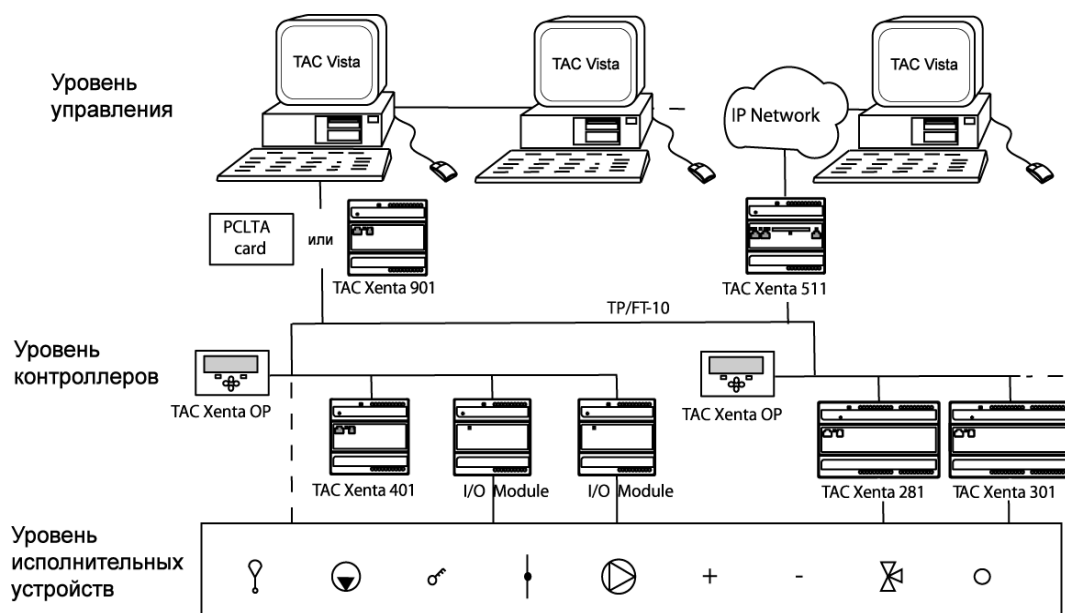 TAC Vista
TAC Vista
TAC Vista
Уровень
управления
IP Network
PCLTA
card
или
TAC Xenta 901
TAC Xenta 511
TP/FT-10
Уровень
контроллеров
TAC Xenta OP
TAC Xenta OP
TAC Xenta 401
I/O Module
I/O Module
TAC Xenta 281
TAC Xenta 301
Уровень
исполнительных
устройств
+
-